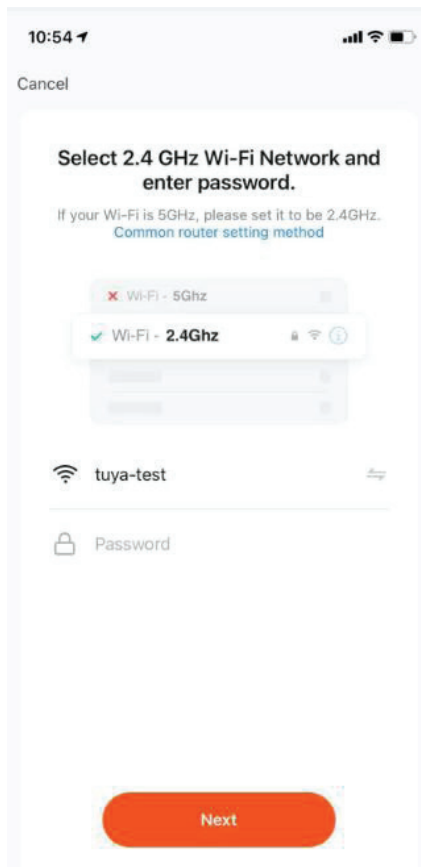 10:54
Cancel
Select 2.4 GHz Wi-Fi Network and
enter password.
If your Wi-Fi is 5GHz, please set it to be 2.4GHz.
Common router setting method
Wi-Fi - 5Ghz
Wi-Fi - 2.4Ghz
tuya-test
Password
Next